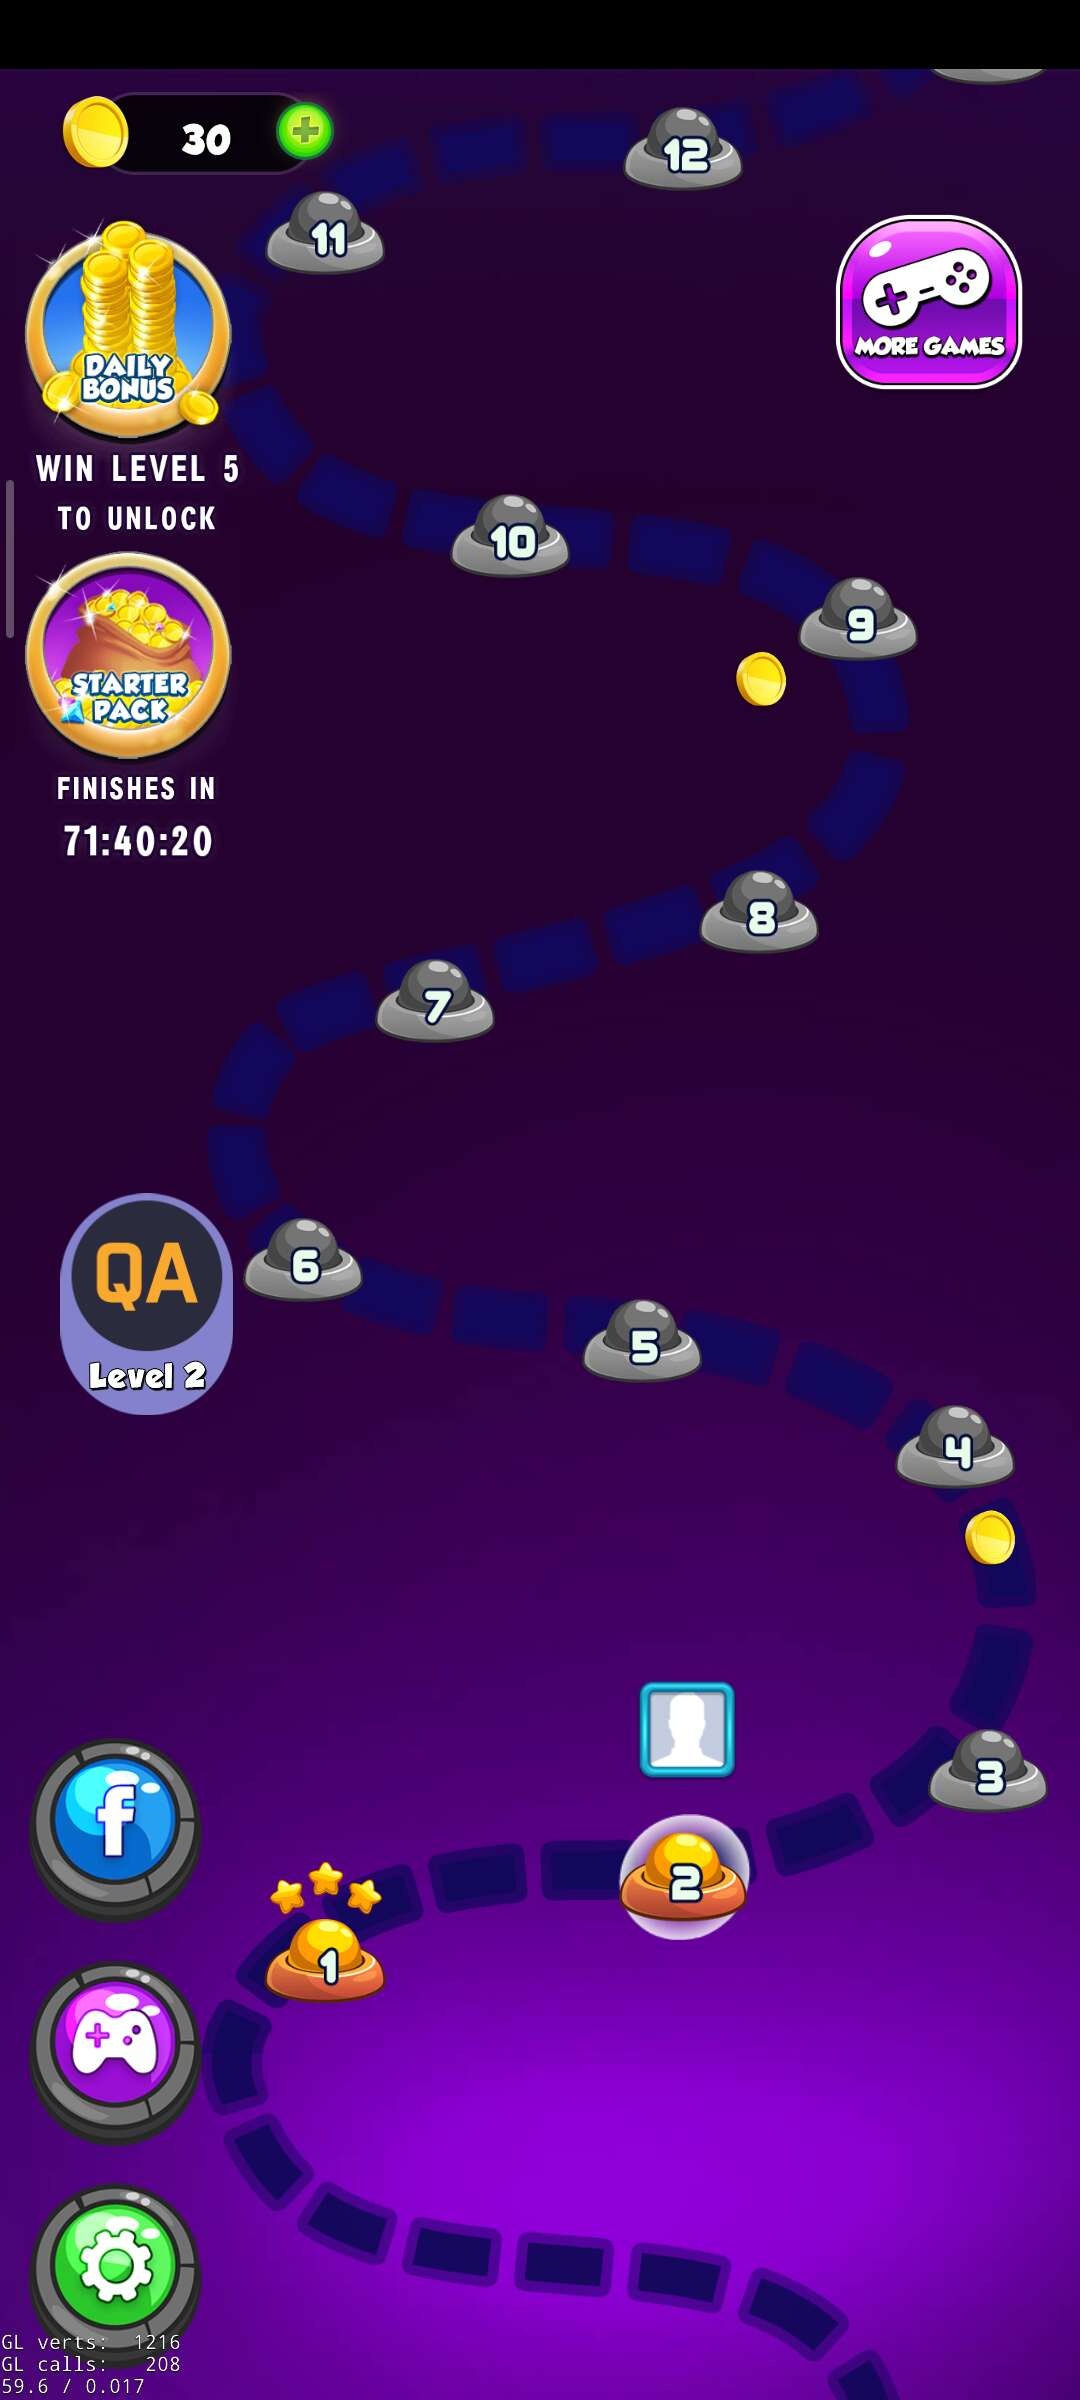 30
12
11
MORE GAMES
DAILY
BONUS
WIN LEVEL 5
TO UNLOCK
10
9
STARTER
PACK
FINISHES IN
71:40:20
8
7
6
QA
Level 2
5
4
3
f
2
1
GL verts: 1216
GL calls: 208
59.6 / 0.017